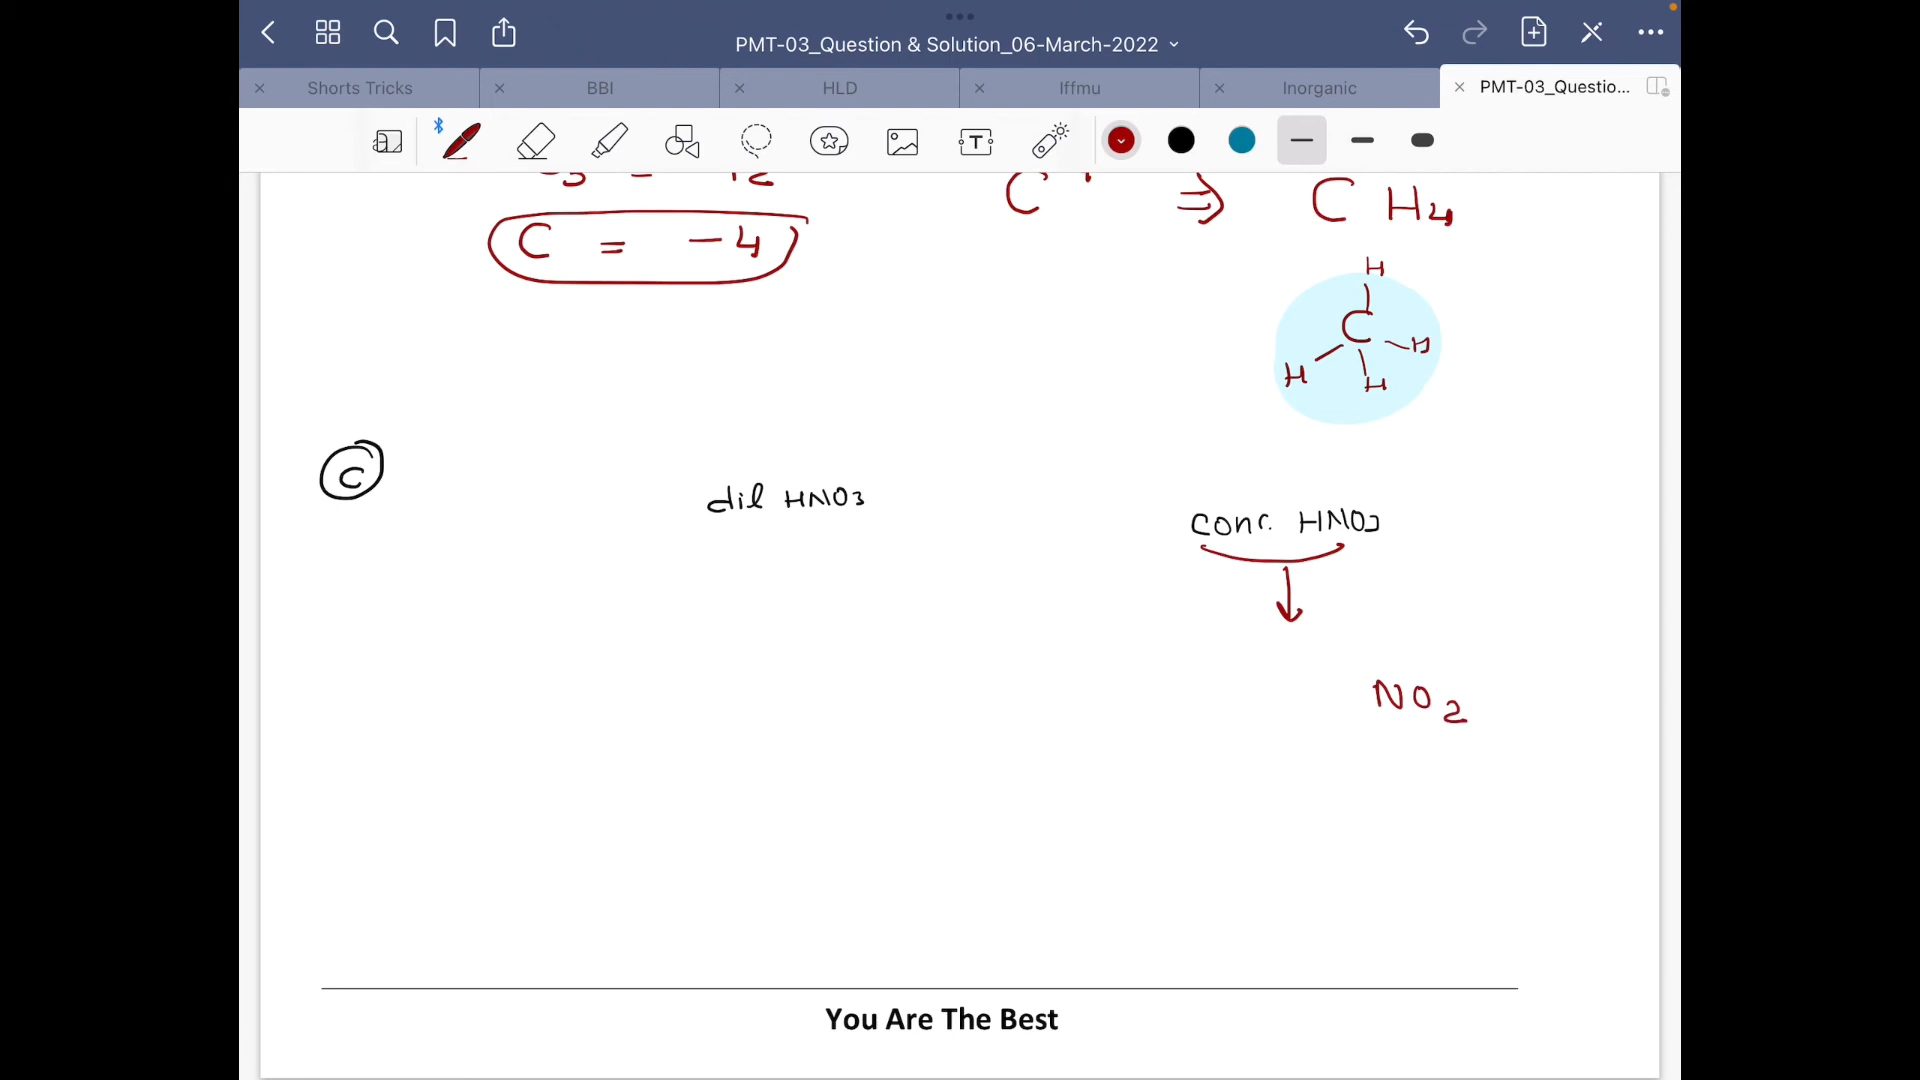 PMT-03_Question & Solution_06-March-2022
Shorts Tricks
BBI
HLD
Iffmu
Inorganic
PMT-03_Questio...
T
C ⇒ CH4
C = -4
H
C
H
H
H
C
dil HNO3
Conc. HNO3
NO2
You Are The Best